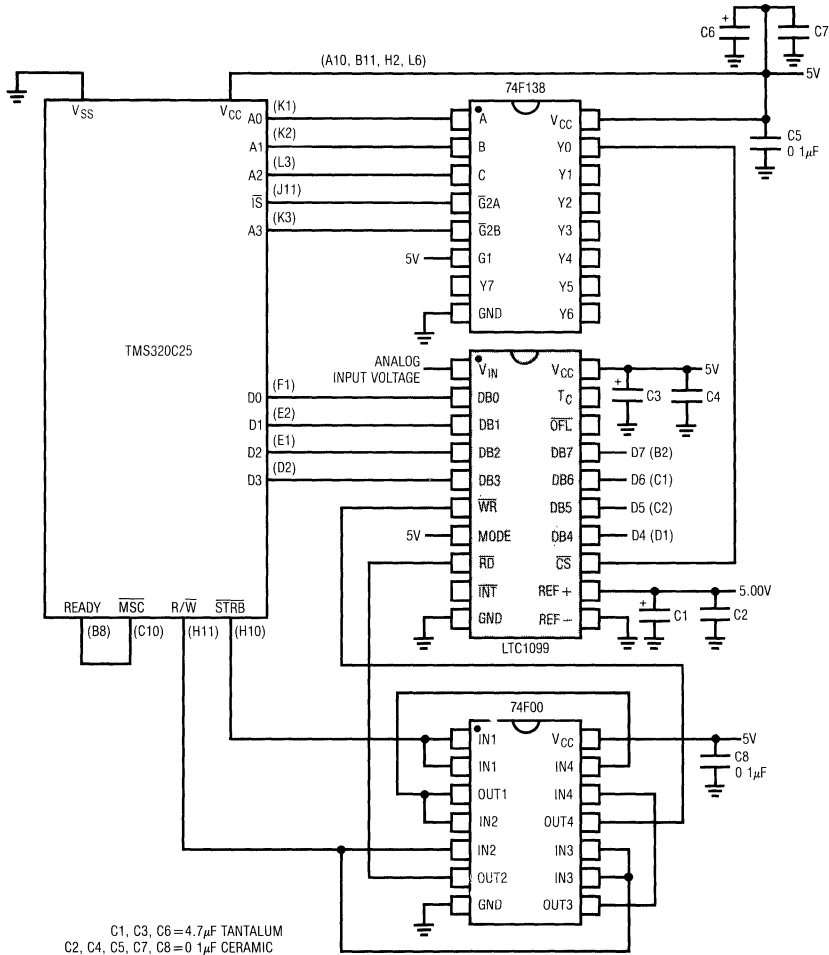 C6
+
C7
(A10, B11, H2, L6)
5V
74F138
VSS
VCC
A0
(K1)
A
VCC
C5
0 1µF
A1
(K2)
B
Y0
A2
(L3)
C
Y1
IS
(J11)
G2A
Y2
A3
(K3)
G2B
Y3
5V
G1
Y4
Y7
Y5
GND
Y6
TMS320C25
ANALOG
INPUT VOLTAGE
VIN
VCC
5V
D0
(F1)
DB0
TC
+
C3
C4
D1
(E2)
DB1
OFL
D2
(E1)
DB2
DB7
D7 (B2)
D3
(D2)
DB3
DB6
D6 (C1)
WR
DB5
D5 (C2)
5V
MODE
DB4
D4 (D1)
RD
CS
INT
REF +
5.00V
READY
MSC
R/W
STRB
+
C1
C2
(B8)
(C10)
(H11)
(H10)
GND
REF −
LTC1099
74F00
IN1
VCC
5V
IN1
IN4
C8
0 1µF
OUT1
IN4
IN2
OUT4
IN2
IN3
OUT2
IN3
GND
OUT3
C1, C3, C6=4.7µF TANTALUM
C2, C4, C5, C7, C8=0 1µF CERAMIC